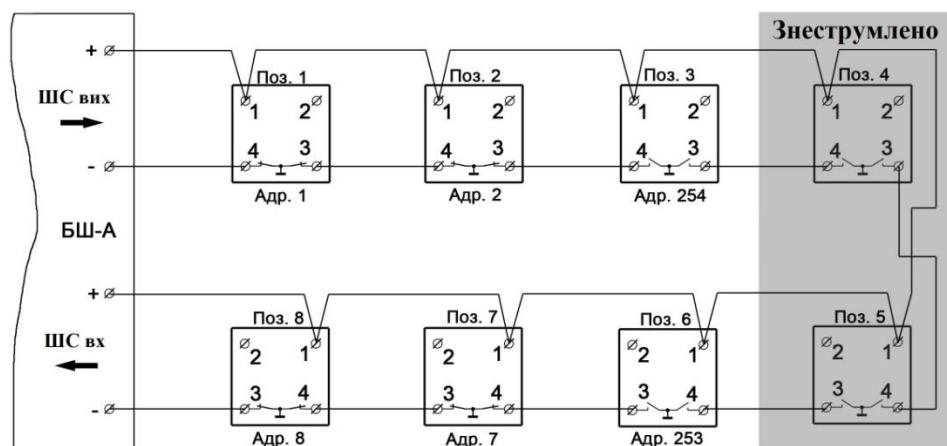 Знеструмлено
+
Поз. 1 Поз. 2 Поз. 3 Поз. 4
ШС вих
1 2 1 2 1 2 1 2
4 3 4 3 4 3 4 3
-
Адр. 1 Адр. 2 Адр. 254
БШ-А
+
Поз. 8 Поз. 7 Поз. 6 Поз. 5
ШС вх
2 1 2 1 2 1 2 1
3 4 3 4 3 4 3 4
-
Адр. 8 Адр. 7 Адр. 253